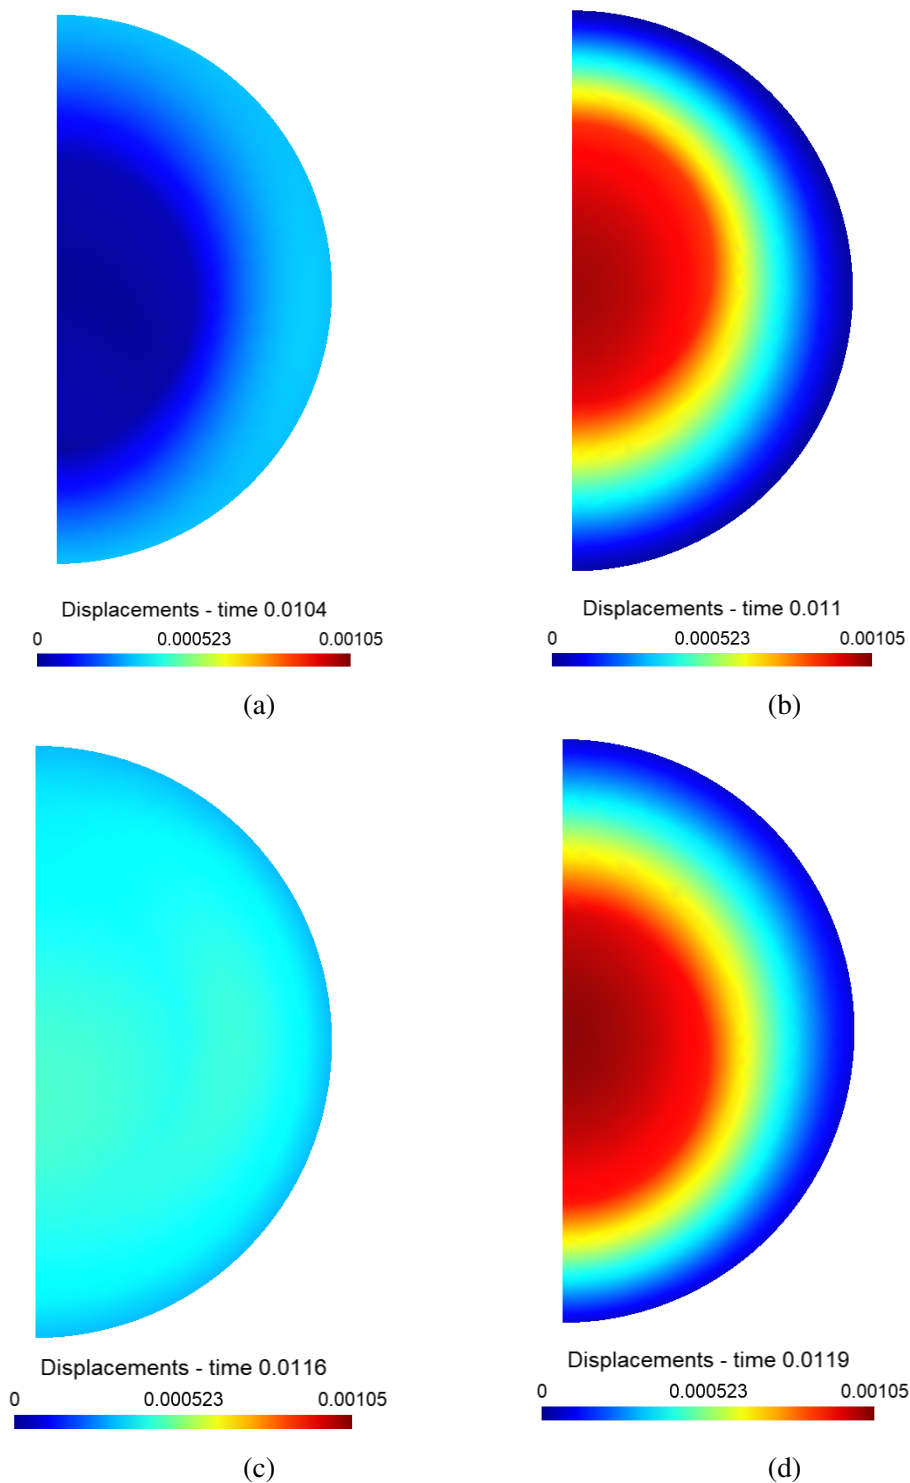 Displacements - time 0.0104
0 0.000523 0.00105
(a)
Displacements - time 0.011
0 0.000523 0.00105
(b)
Displacements - time 0.0116
0 0.000523 0.00105
(c)
Displacements - time 0.0119
0 0.000523 0.00105
(d)